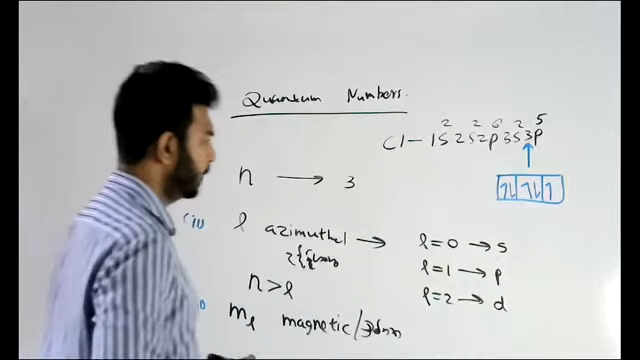 Quantum Numbers.
Cl - 1s² 2s² 2p⁶ 3s² 3p⁵
n → 3
l azimuthal → l=0 → s
l=1 → p
n>l
l=2 → d
mₗ magnetic/